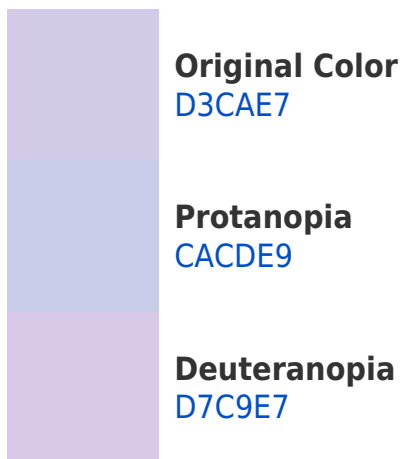 Original Color
D3CAE7
Protanopia
CACDE9
Deuteranopia
D7C9E7